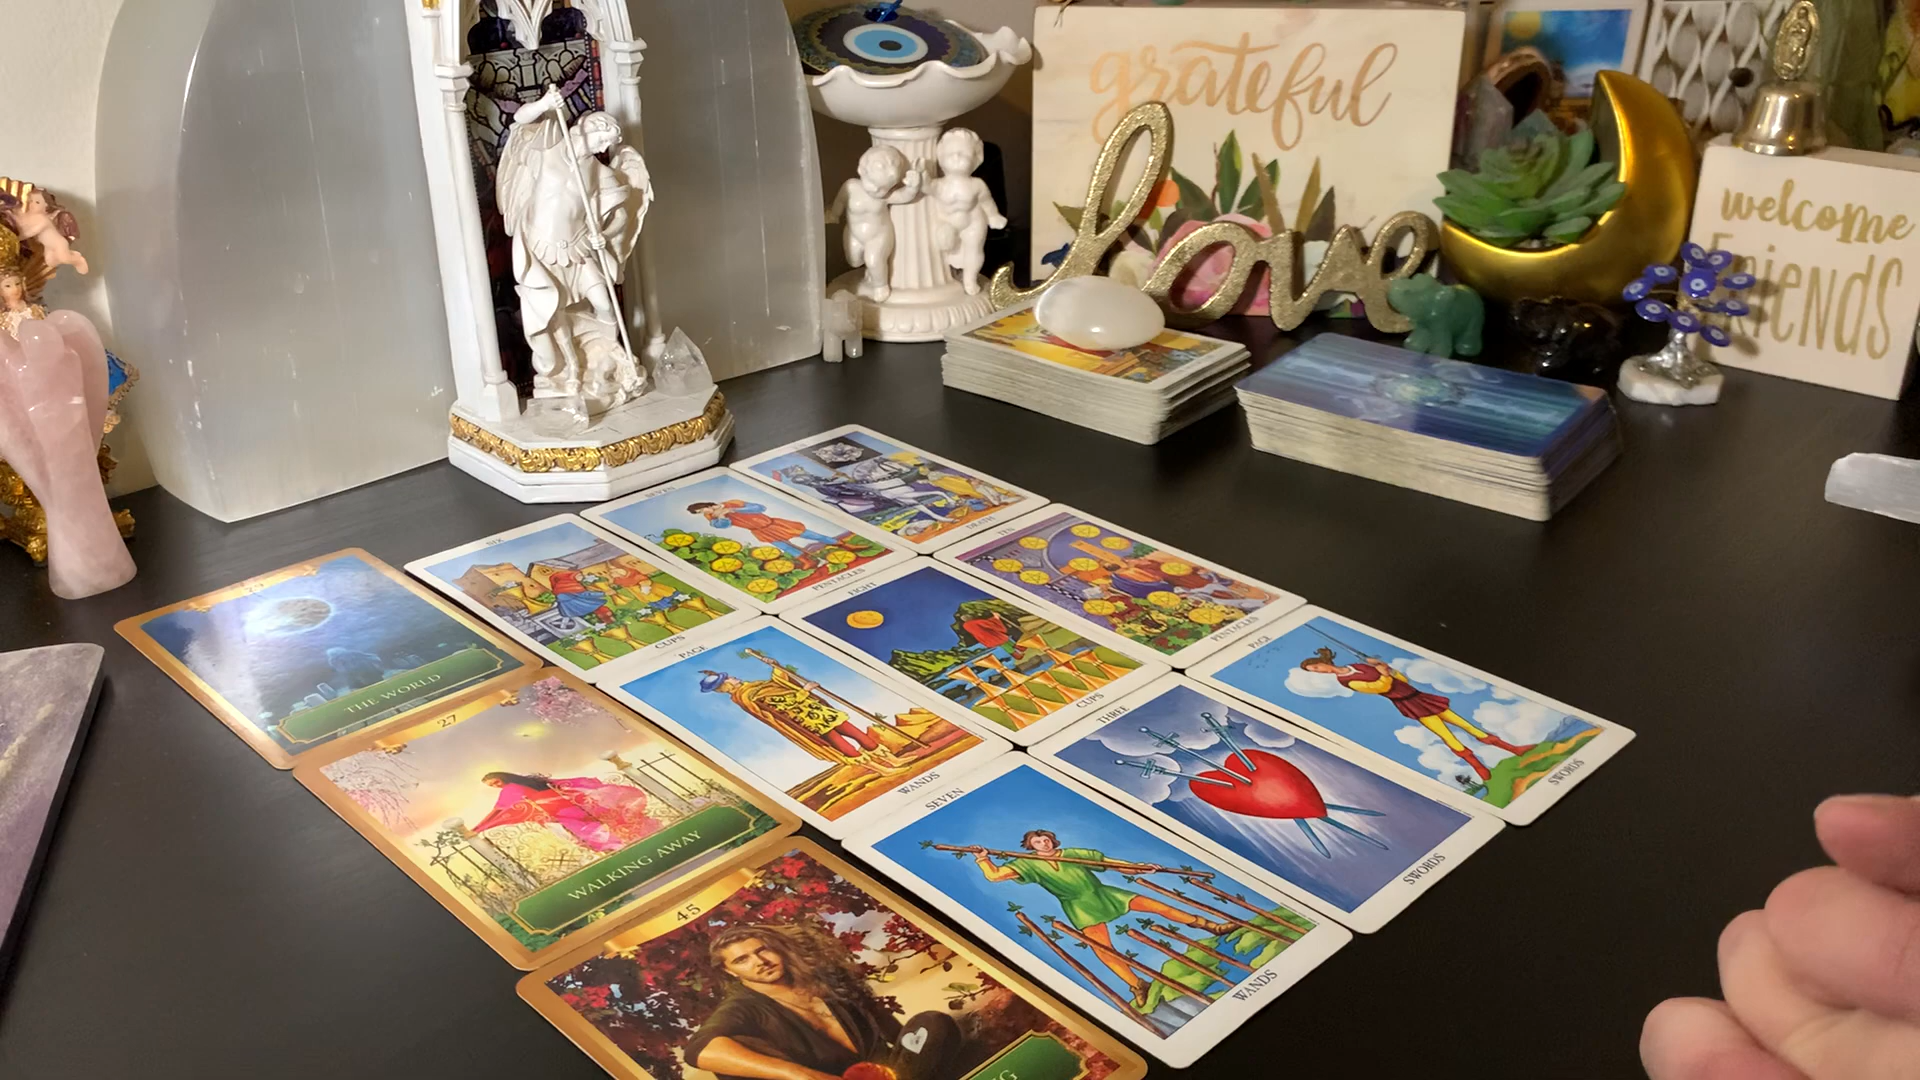 grateful
love
welcome
Friends
SIX
CUPS
SEVEN
PENTACLES
DEATH
PAGE
WANDS
EIGHT
CUPS
TEN
PENTACLES
SEVEN
WANDS
THREE
SWORDS
PAGE
SWORDS
THE WORLD
27
WALKING AWAY
45